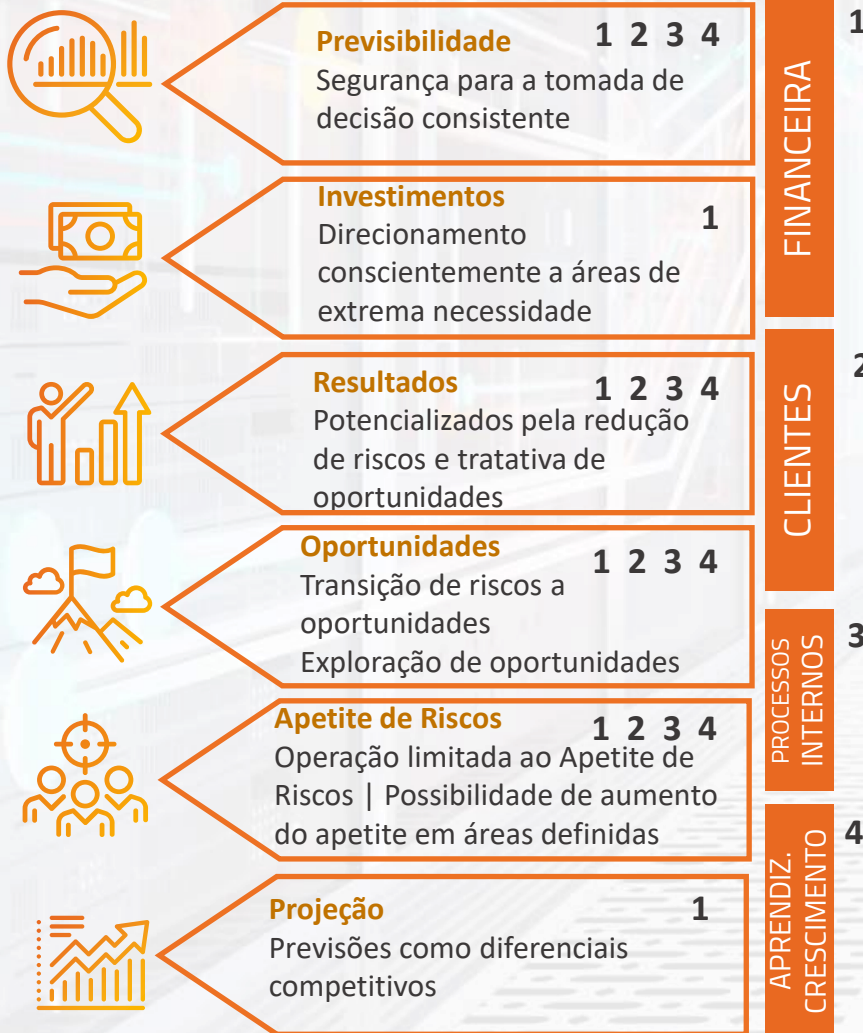 Previsibilidade 1 2 3 4
Segurança para a tomada de
decisão consistente
Investimentos
1
Direcionamento
conscientemente a áreas de
extrema necessidade
Resultados 1 2 3 4
Potencializados pela redução
de riscos e tratativa de
oportunidades
Oportunidades
1 2 3 4
Transição de riscos a
oportunidades
Exploração de oportunidades
Apetite de Riscos 1 2 3 4
Operação limitada ao Apetite de
Riscos | Possibilidade de aumento
do apetite em áreas definidas
Projeção 1
Previsões como diferenciais
competitivos
FINANCEIRA
1
CLIENTES
2
PROCESSOS
INTERNOS
3
APRENDIZ.
CRESCIMENTO
4